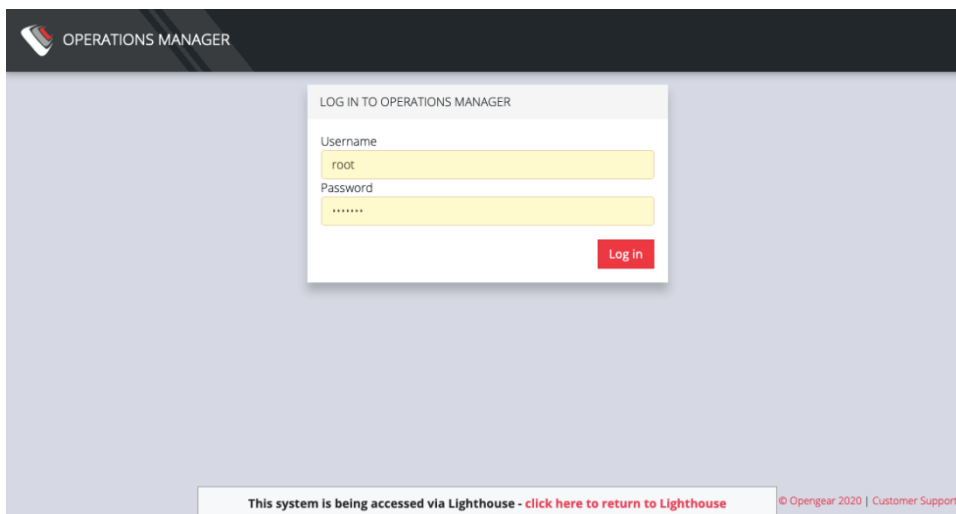 OPERATIONS MANAGER
LOG IN TO OPERATIONS MANAGER
Username
root
Password
•••••••
Log in
This system is being accessed via Lighthouse - click here to return to Lighthouse
© Opengear 2020 | Customer Support